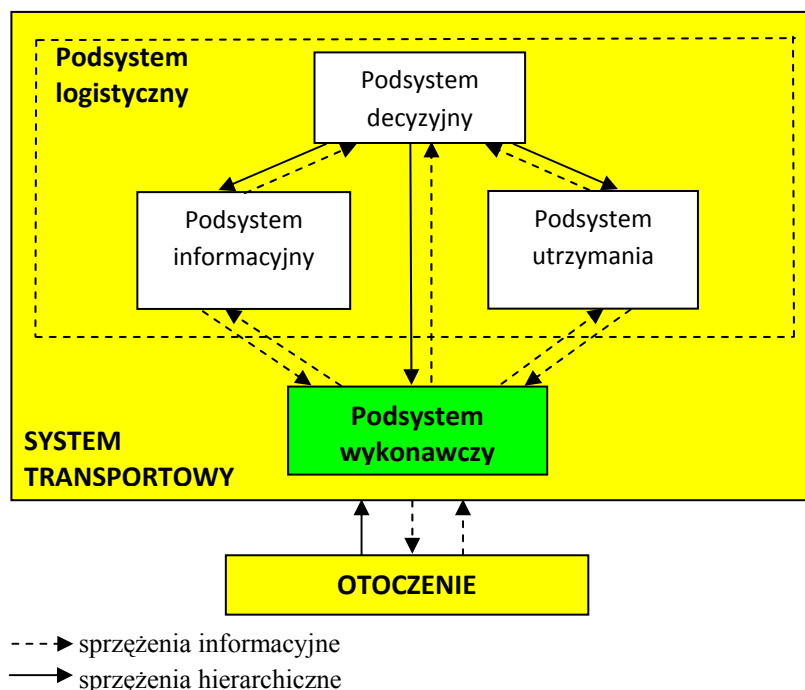 Podsystem
logistyczny
Podsystem
decyzyjny
Podsystem
informacyjny
Podsystem
utrzymania
Podsystem
wykonawczy
SYSTEM
TRANSPORTOWY
OTOCZENIE
sprzężenia informacyjne
sprzężenia hierarchiczne